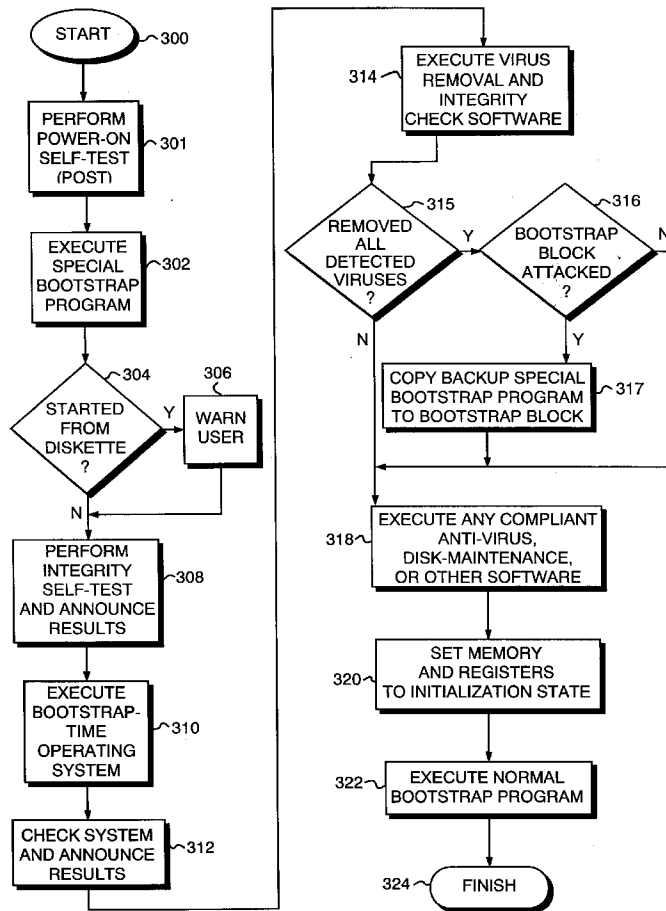 START
300
PERFORM
POWER-ON
SELF-TEST
(POST)
301
EXECUTE
SPECIAL
BOOTSTRAP
PROGRAM
302
304
STARTED
FROM
DISKETTE
?
Y
N
306
WARN
USER
PERFORM
INTEGRITY
SELF-TEST
AND ANNOUNCE
RESULTS
308
EXECUTE
BOOTSTRAP-
TIME
OPERATING
SYSTEM
310
CHECK SYSTEM
AND ANNOUNCE
RESULTS
312
314
EXECUTE VIRUS
REMOVAL AND
INTEGRITY
CHECK SOFTWARE
315
REMOVED
ALL
DETECTED
VIRUSES
?
Y
N
316
BOOTSTRAP
BLOCK
ATTACKED
?
N
Y
COPY BACKUP SPECIAL
BOOTSTRAP PROGRAM
TO BOOTSTRAP BLOCK
317
318
EXECUTE ANY COMPLIANT
ANTI-VIRUS,
DISK-MAINTENANCE,
OR OTHER SOFTWARE
320
SET MEMORY
AND REGISTERS
TO INITIALIZATION STATE
322
EXECUTE NORMAL
BOOTSTRAP PROGRAM
324
FINISH